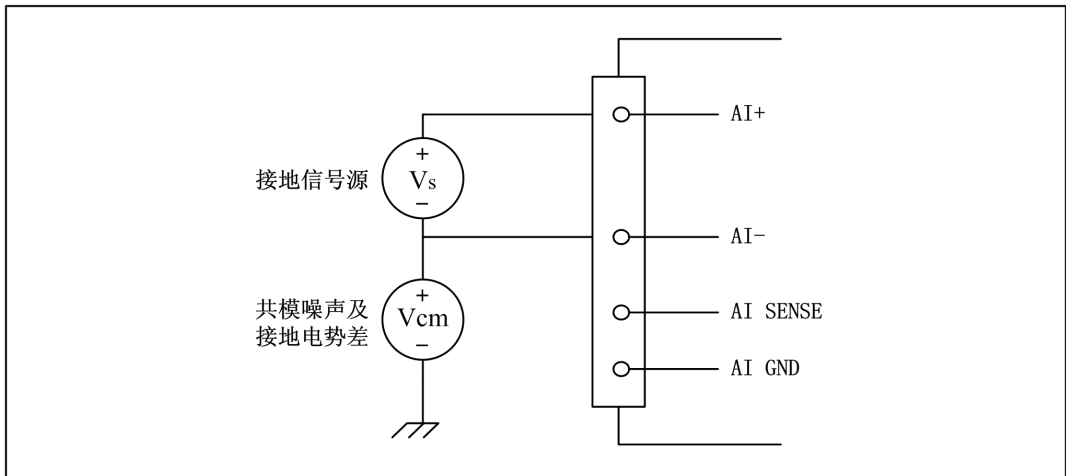 AI+
+
接地信号源
Vs
−
AI−
+
共模噪声及
Vcm
接地电势差
−
AI SENSE
AI GND